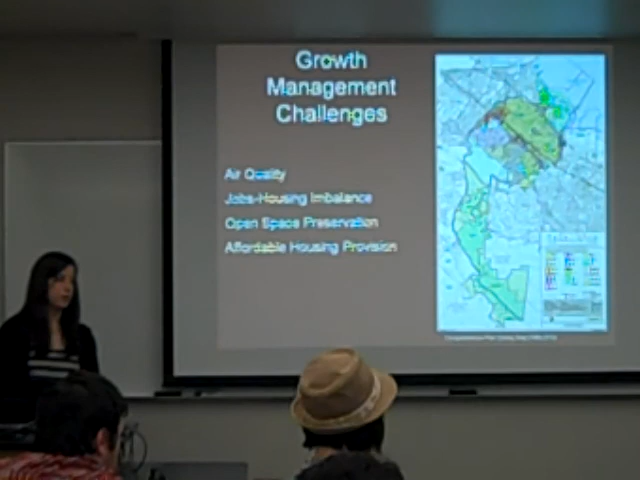 Growth
Management
Challenges
Air Quality
Jobs-Housing Imbalance
Open Space Preservation
Affordable Housing Provision